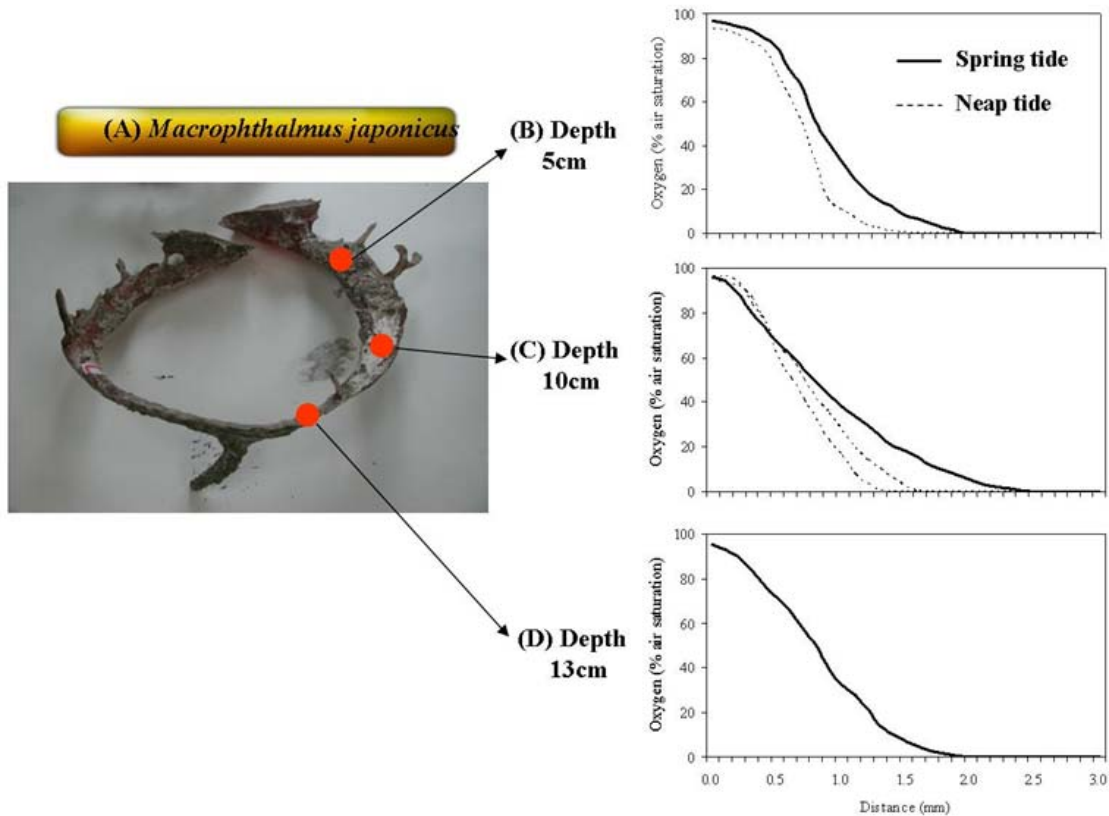 (A) Macrophthalmus japonicus
(B) Depth
5cm
(C) Depth
10cm
(D) Depth
13cm
Oxygen (% air saturation)
100
80
60
40
20
0
Spring tide
Neap tide
Oxygen (% air saturation)
100
80
60
40
20
0
Oxygen (% air saturation)
100
80
60
40
20
0
0.0 0.5 1.0 1.5 2.0 2.5 3.0
Distance (mm)